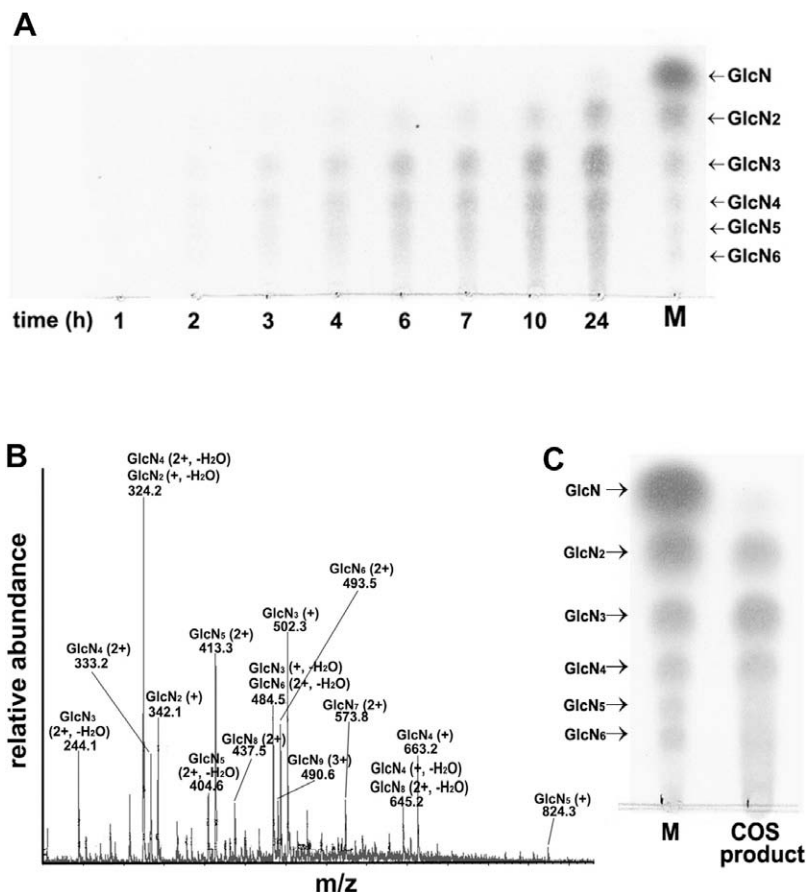 A
←GlcN
←GlcN2
←GlcN3
←GlcN4
←GlcN5
←GlcN6
time (h) 1 2 3 4 6 7 10 24 M
B
relative abundance
GlcN4 (2+, -H2O)
GlcN2 (+, -H2O)
324.2
GlcN6 (2+)
493.5
GlcN3 (+)
502.3
GlcN5 (2+)
413.3
GlcN4 (2+)
333.2
GlcN3 (+, -H2O)
GlcN6 (2+, -H2O)
484.5
GlcN2 (+)
342.1
GlcN3
(2+, -H2O)
244.1
GlcN7 (2+)
573.8
GlcN8 (2+)
437.5
GlcN5
(2+, -H2O)
404.6
GlcN9 (3+)
490.6
GlcN4 (+)
663.2
GlcN4 (+, -H2O)
GlcN8 (2+, -H2O)
645.2
GlcN5 (+)
824.3
m/z
C
GlcN→
GlcN2→
GlcN3→
GlcN4→
GlcN5→
GlcN6→
M COS
product